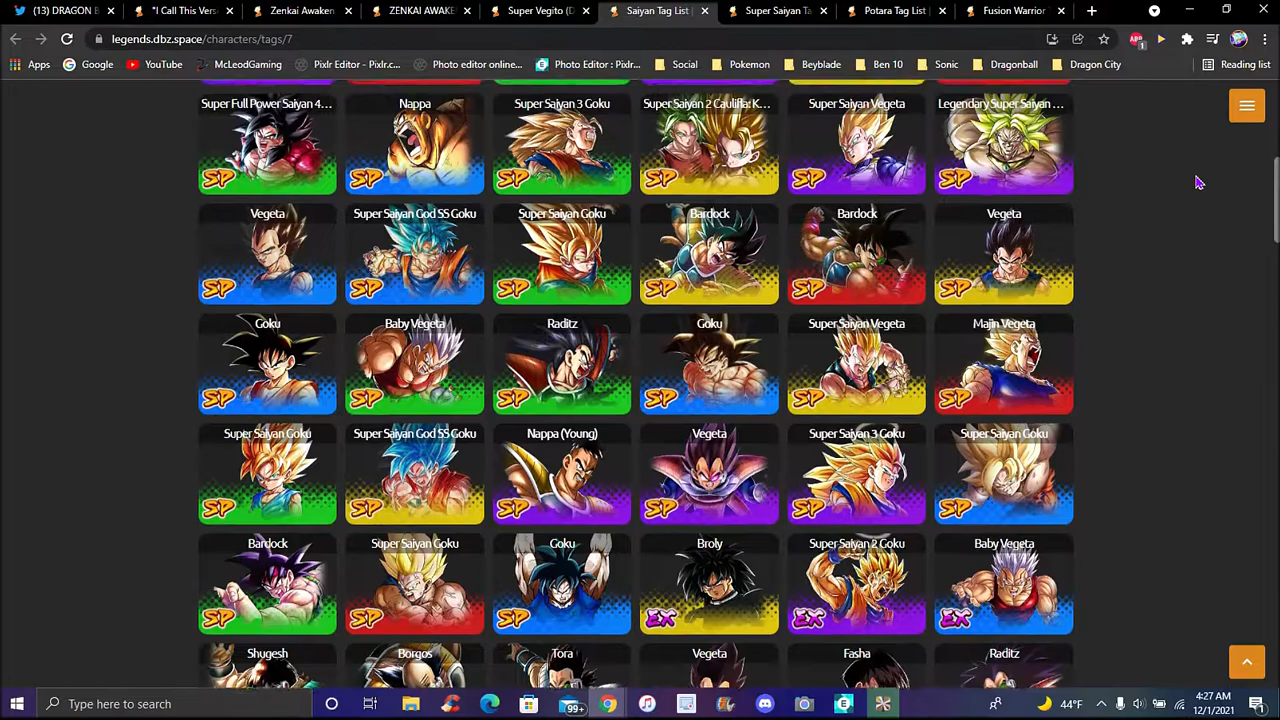 (13) DRAGON B
"I Call This Vers
Zenkai Awaken
ZENKAI AWAKE
Super Vegito (D
Saiyan Tag List |
Super Saiyan Ta
Potara Tag List |
Fusion Warrior
legends.dbz.space/characters/tags/7
1
Apps
Google
YouTube
McLeodGaming
Pixlr Editor - Pixlr.c...
Photo editor online...
Photo Editor : Pixlr...
Social
Pokemon
Beyblade
Ben 10
Sonic
Dragonball
Dragon City
Reading list
Super Full Power Saiyan 4...
Nappa
Super Saiyan 3 Goku
Super Saiyan 2 Caulifla: K...
Super Saiyan Vegeta
Legendary Super Saiyan ...
SP SP SP SP SP SP
Vegeta
Super Saiyan God SS Goku
Super Saiyan Goku
Bardock
Bardock
Vegeta
SP SP SP SP SP SP
Goku
Baby Vegeta
Raditz
Goku
Super Saiyan Vegeta
Majin Vegeta
SP SP SP SP SP SP
Super Saiyan Goku
Super Saiyan God SS Goku
Nappa (Young)
Vegeta
Super Saiyan 3 Goku
Super Saiyan Goku
SP SP SP SP SP SP
Bardock
Super Saiyan Goku
Goku
Broly
Super Saiyan 2 Goku
Baby Vegeta
SP SP SP EX EX EX
Shugesh
Borgos
Tora
Vegeta
Fasha
Raditz
Type here to search
99+
44°F
4:27 AM
12/1/2021